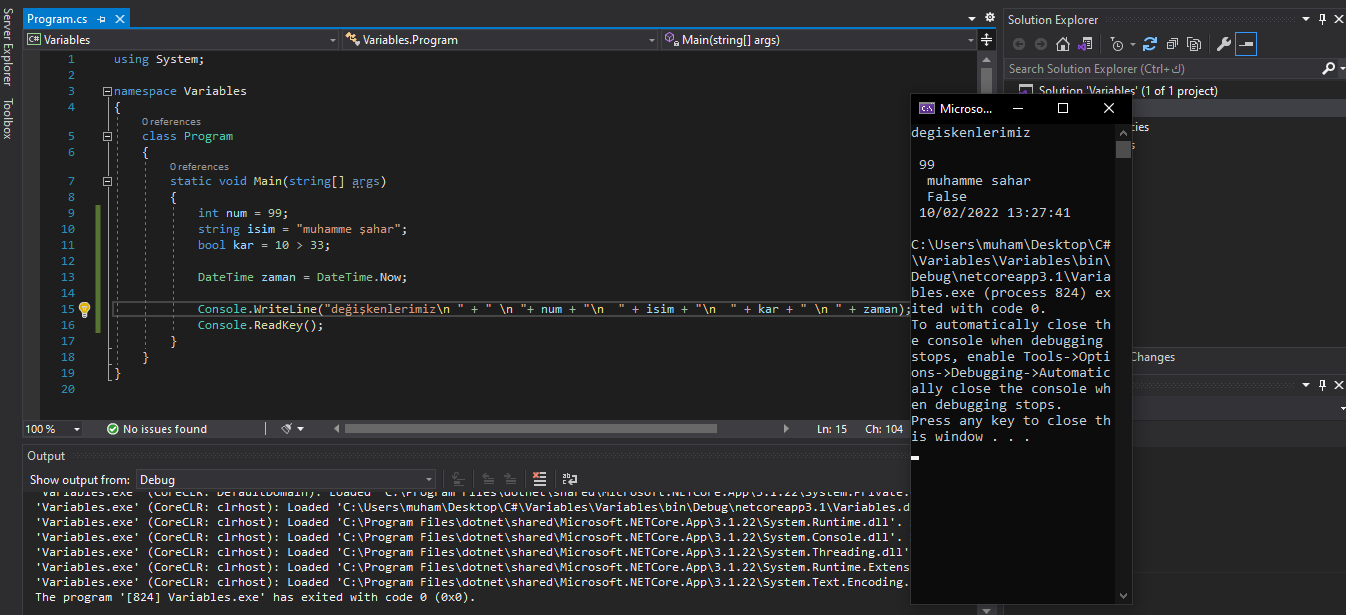 Server Explorer
Toolbox
Program.cs
Variables
Variables.Program
Main(string[] args)
1 using System;
2
3 namespace Variables
4 {
0 references
5 class Program
6 {
0 references
7 static void Main(string[] args)
8 {
9 int num = 99;
10 string isim = "muhamme şahar";
11 bool kar = 10 > 33;
12
13 DateTime zaman = DateTime.Now;
14
15 Console.WriteLine("değişkenlerimiz\n " + " \n "+ num + "\n  " + isim + "\n  " + kar + " \n " + zaman);
16 Console.ReadKey();
17 }
18 }
19 }
20
100 %
No issues found
Ln: 15
Ch: 104
Output
Show output from: Debug
'Variables.exe' (CoreCLR: DefaultDomain): Loaded 'C:\Program Files\dotnet\shared\Microsoft.NETCore.App\3.1.22\System.Private.
'Variables.exe' (CoreCLR: clrhost): Loaded 'C:\Users\muham\Desktop\C#\Variables\Variables\bin\Debug\netcoreapp3.1\Variables.d
'Variables.exe' (CoreCLR: clrhost): Loaded 'C:\Program Files\dotnet\shared\Microsoft.NETCore.App\3.1.22\System.Runtime.dll'.
'Variables.exe' (CoreCLR: clrhost): Loaded 'C:\Program Files\dotnet\shared\Microsoft.NETCore.App\3.1.22\System.Console.dll'.
'Variables.exe' (CoreCLR: clrhost): Loaded 'C:\Program Files\dotnet\shared\Microsoft.NETCore.App\3.1.22\System.Threading.dll'
'Variables.exe' (CoreCLR: clrhost): Loaded 'C:\Program Files\dotnet\shared\Microsoft.NETCore.App\3.1.22\System.Runtime.Extens
'Variables.exe' (CoreCLR: clrhost): Loaded 'C:\Program Files\dotnet\shared\Microsoft.NETCore.App\3.1.22\System.Text.Encoding.
The program '[824] Variables.exe' has exited with code 0 (0x0).
Solution Explorer
Search Solution Explorer (Ctrl+ك)
Solution 'Variables' (1 of 1 project)
cies
s
Changes
Microso...
degiskenlerimiz
99
muhamme sahar
False
10/02/2022 13:27:41
C:\Users\muham\Desktop\C#
\Variables\Variables\bin\
Debug\netcoreapp3.1\Varia
bles.exe (process 824) ex
ited with code 0.
To automatically close th
e console when debugging
stops, enable Tools->Opti
ons->Debugging->Automatic
ally close the console wh
en debugging stops.
Press any key to close th
is window . . .